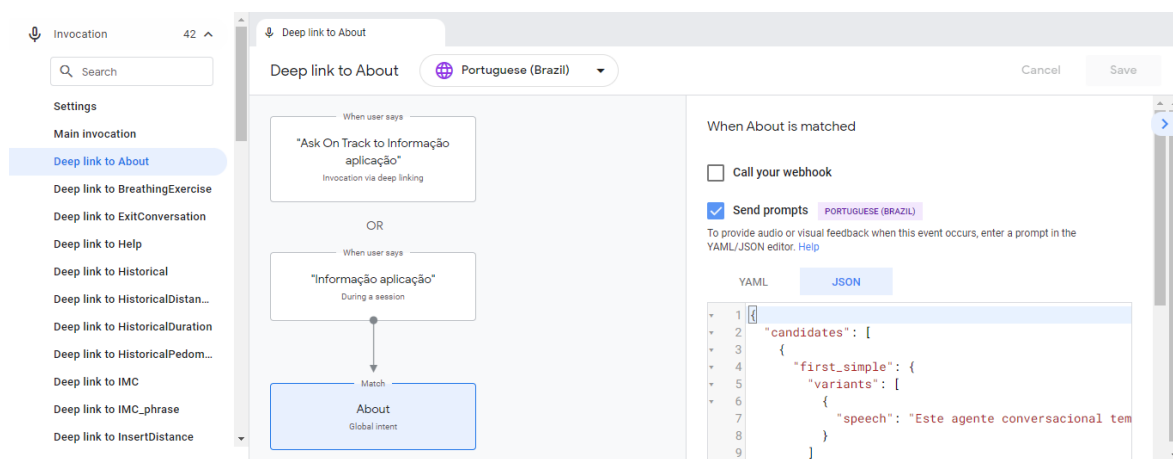 Invocation 42
Search
Settings
Main invocation
Deep link to About
Deep link to BreathingExercise
Deep link to ExitConversation
Deep link to Help
Deep link to Historical
Deep link to HistoricalDistan...
Deep link to HistoricalDuration
Deep link to HistoricalPedom...
Deep link to IMC
Deep link to IMC_phrase
Deep link to InsertDistance
Deep link to About
Deep link to About Portuguese (Brazil) Cancel Save
When user says
"Ask On Track to Informação
aplicação"
Invocation via deep linking
OR
When user says
"Informação aplicação"
During a session
Match
About
Global intent
When About is matched
Call your webhook
Send prompts PORTUGUESE (BRAZIL)
To provide audio or visual feedback when this event occurs, enter a prompt in the
YAML/JSON editor. Help
YAML JSON
1 {
2 "candidates": [
3 {
4 "first_simple": {
5 "variants": [
6 {
7 "speech": "Este agente conversacional tem
8 }
9 ]